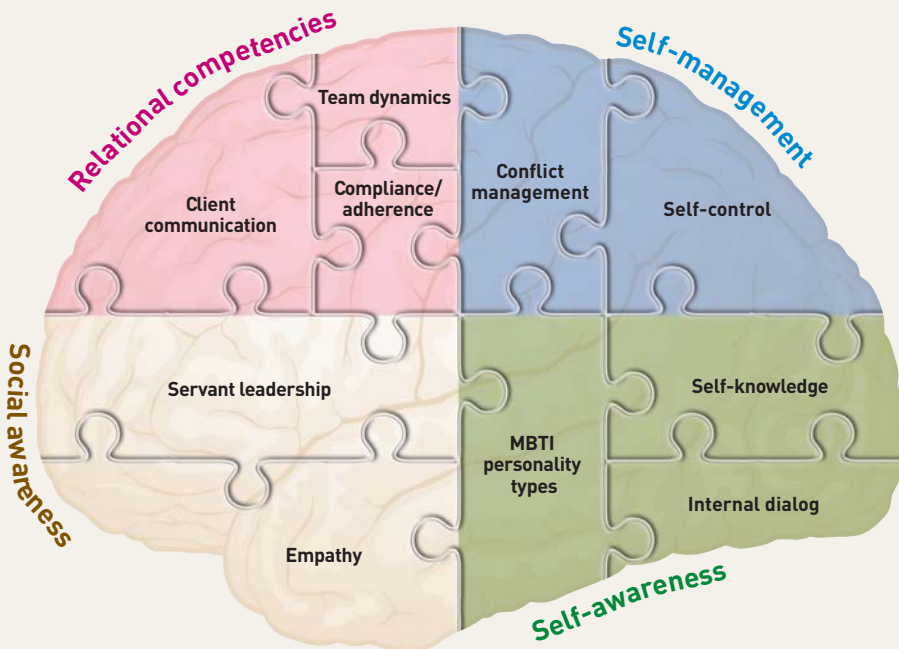 Relational competencies
Self-management
Team dynamics
Compliance/
adherence
Conflict
management
Client
communication
Self-control
Social awareness
Servant leadership
Self-knowledge
MBTI
personality
types
Internal dialog
Empathy
Self-awareness